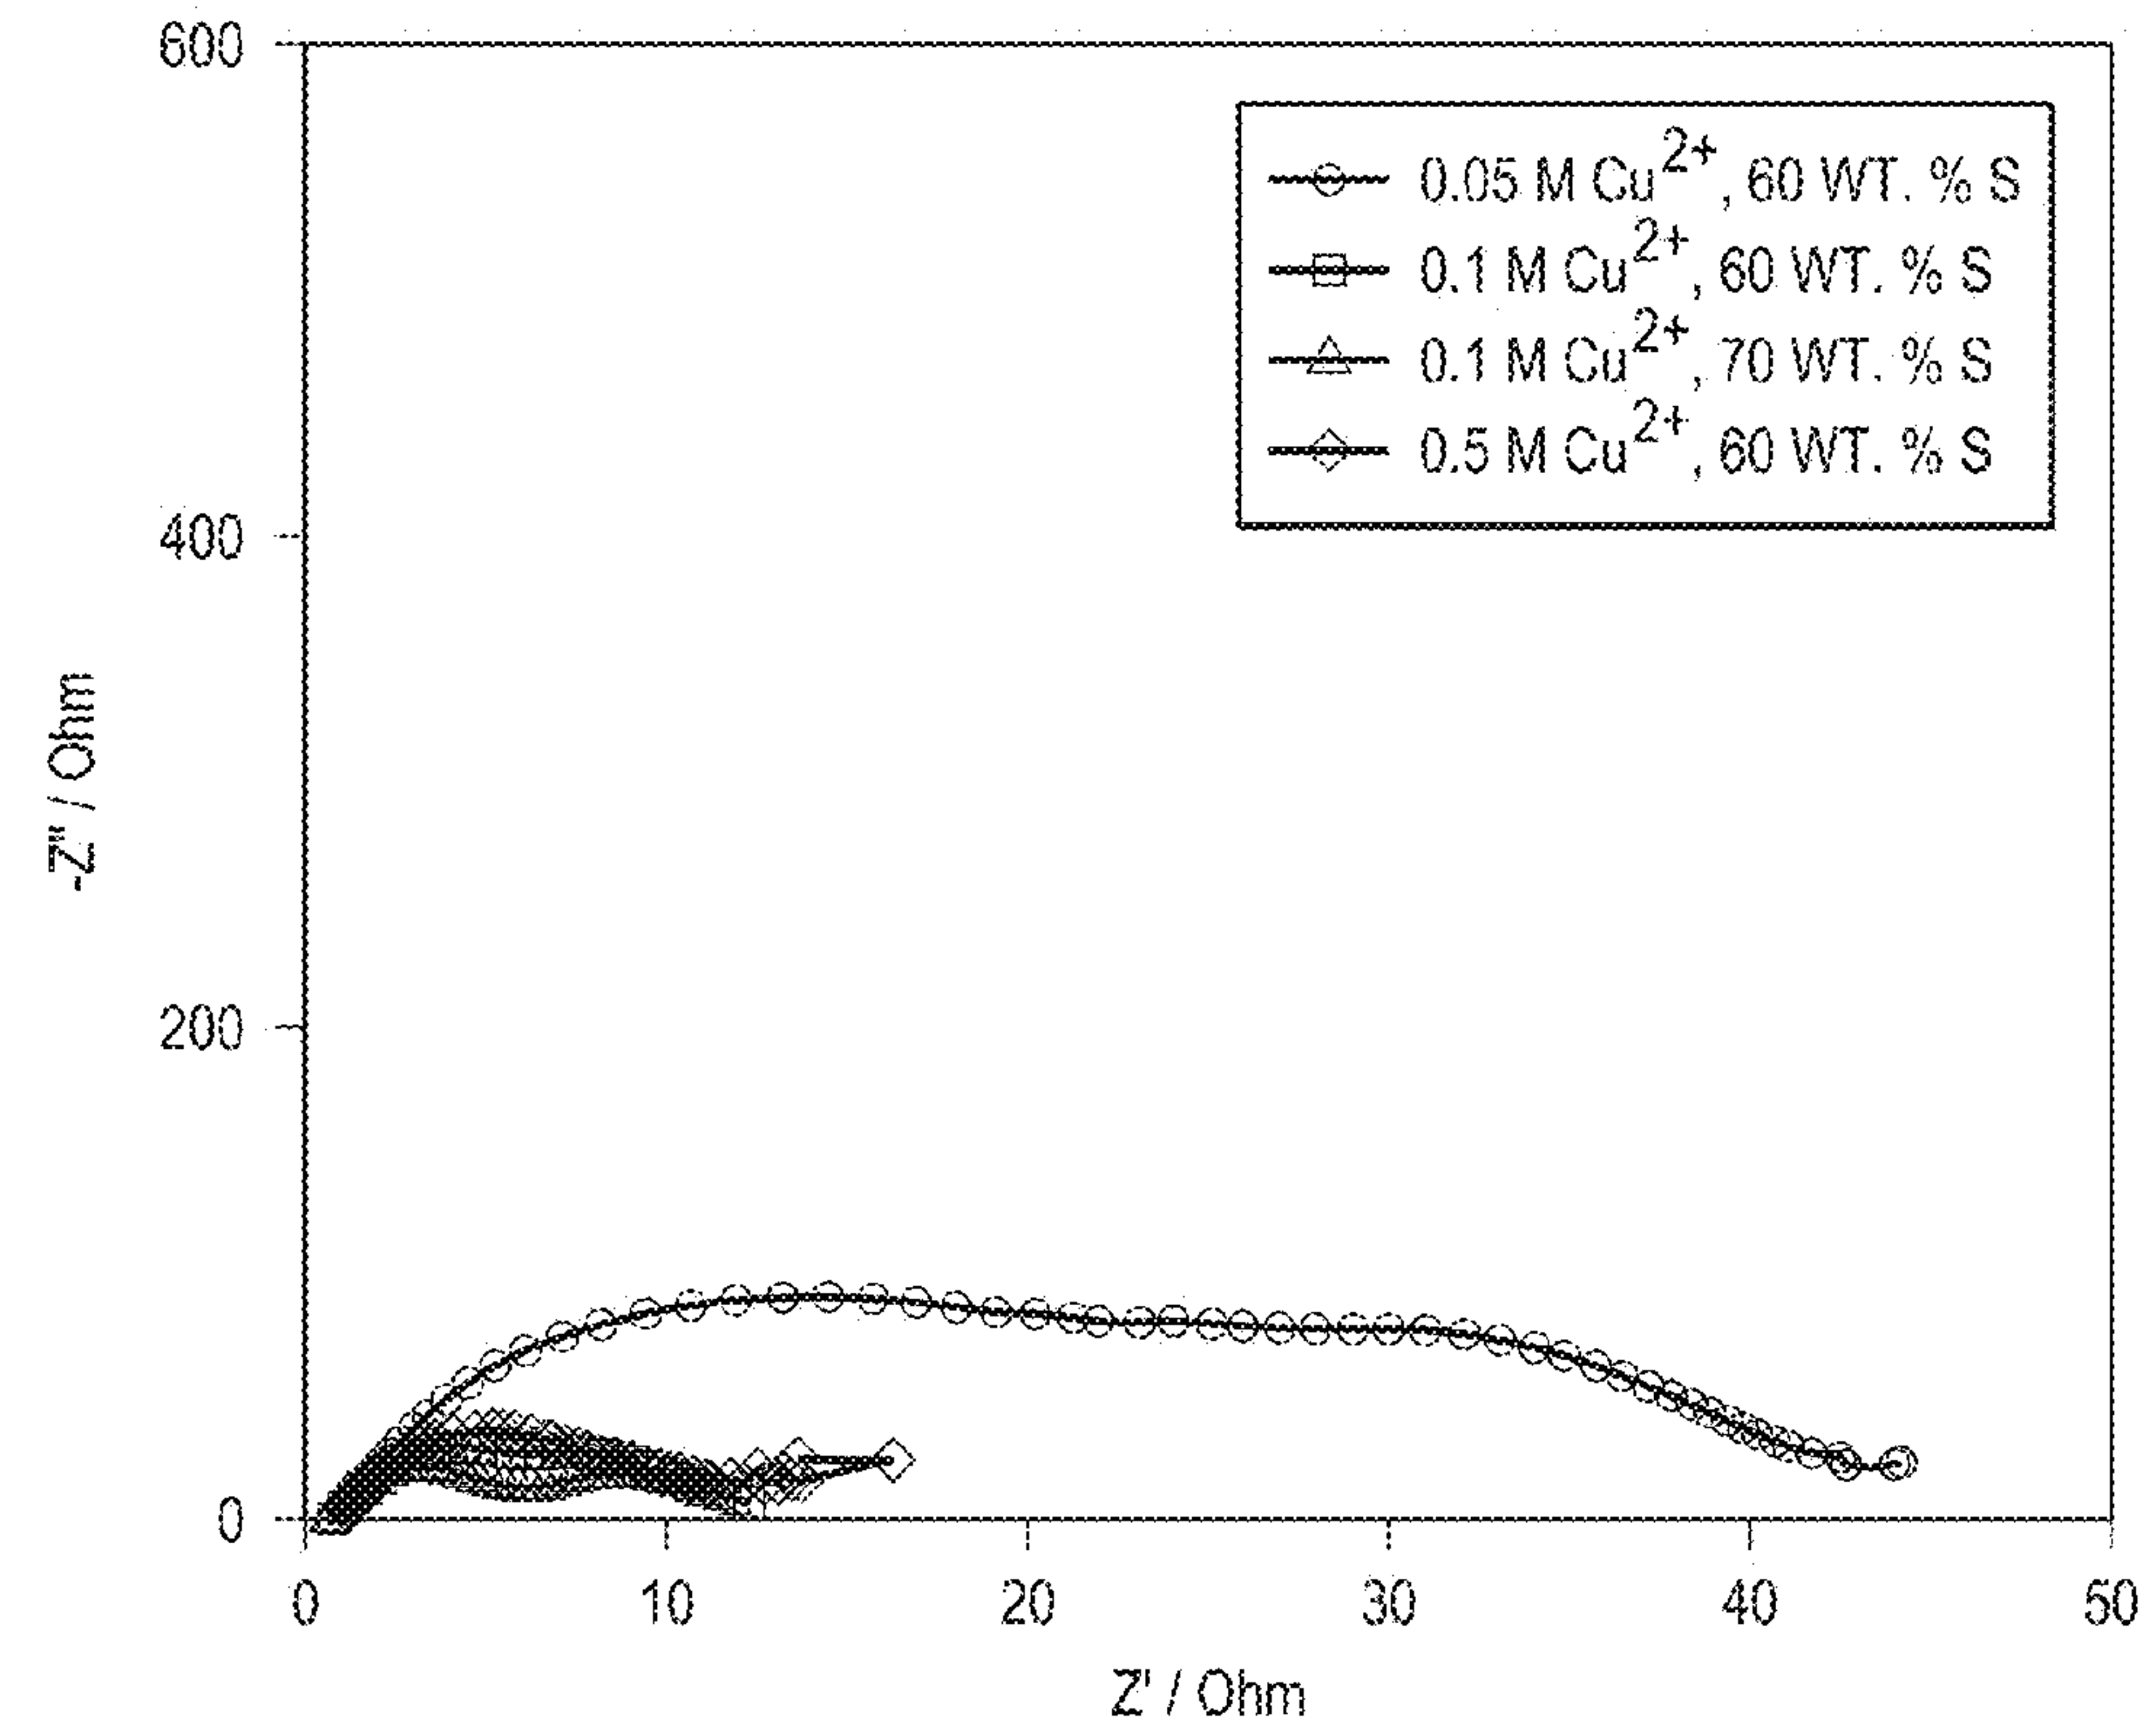 600
400
200
0
-Z" / Ohm
0.05 M Cu²⁺, 60 WT. % S
0.1 M Cu²⁺, 60 WT. % S
0.1 M Cu²⁺, 70 WT. % S
0.5 M Cu²⁺, 60 WT. % S
0 10 20 30 40 50
Z' / Ohm